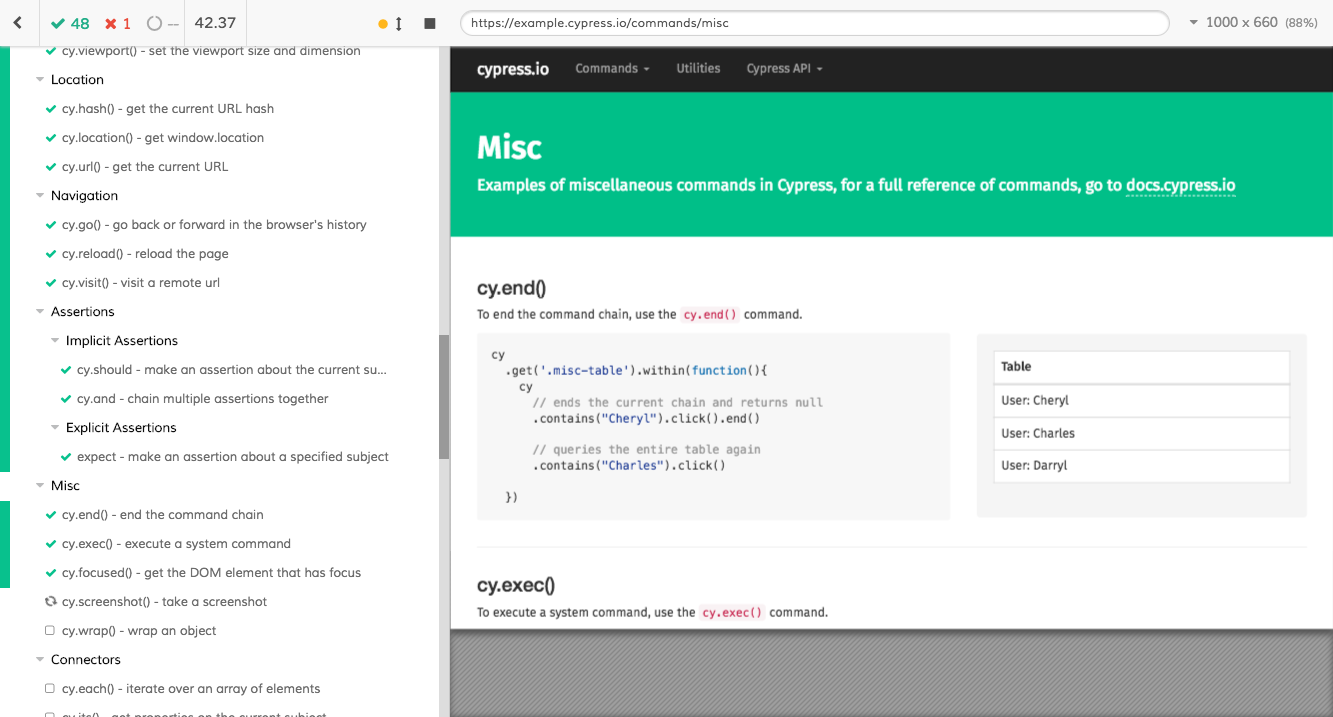 48 1 -- 42.37 https://example.cypress.io/commands/misc 1000 x 660 (88%)
cy.viewport() - set the viewport size and dimension
Location
cy.hash() - get the current URL hash
cy.location() - get window.location
cy.url() - get the current URL
Navigation
cy.go() - go back or forward in the browser's history
cy.reload() - reload the page
cy.visit() - visit a remote url
Assertions
Implicit Assertions
cy.should - make an assertion about the current su...
cy.and - chain multiple assertions together
Explicit Assertions
expect - make an assertion about a specified subject
Misc
cy.end() - end the command chain
cy.exec() - execute a system command
cy.focused() - get the DOM element that has focus
cy.screenshot() - take a screenshot
cy.wrap() - wrap an object
Connectors
cy.each() - iterate over an array of elements
cy.its() - get properties on the current subject
cypress.io Commands Utilities Cypress API
Misc
Examples of miscellaneous commands in Cypress, for a full reference of commands, go to docs.cypress.io
cy.end()
To end the command chain, use the cy.end() command.
cy
.get('.misc-table').within(function(){
cy
// ends the current chain and returns null
.contains("Cheryl").click().end()
// queries the entire table again
.contains("Charles").click()
})
Table
User: Cheryl
User: Charles
User: Darryl
cy.exec()
To execute a system command, use the cy.exec() command.